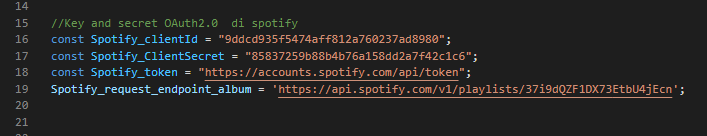 14
15 //Key and secret OAuth2.0  di spotify
16 const Spotify_clientId = "9ddcd935f5474aff812a760237ad8980";
17 const Spotify_ClientSecret = "85837259b88b4b76a158dd2a7f42c1c6";
18 const Spotify_token = "https://accounts.spotify.com/api/token";
19 Spotify_request_endpoint_album = 'https://api.spotify.com/v1/playlists/37i9dQZF1DX73EtbU4jEcn';
20
21